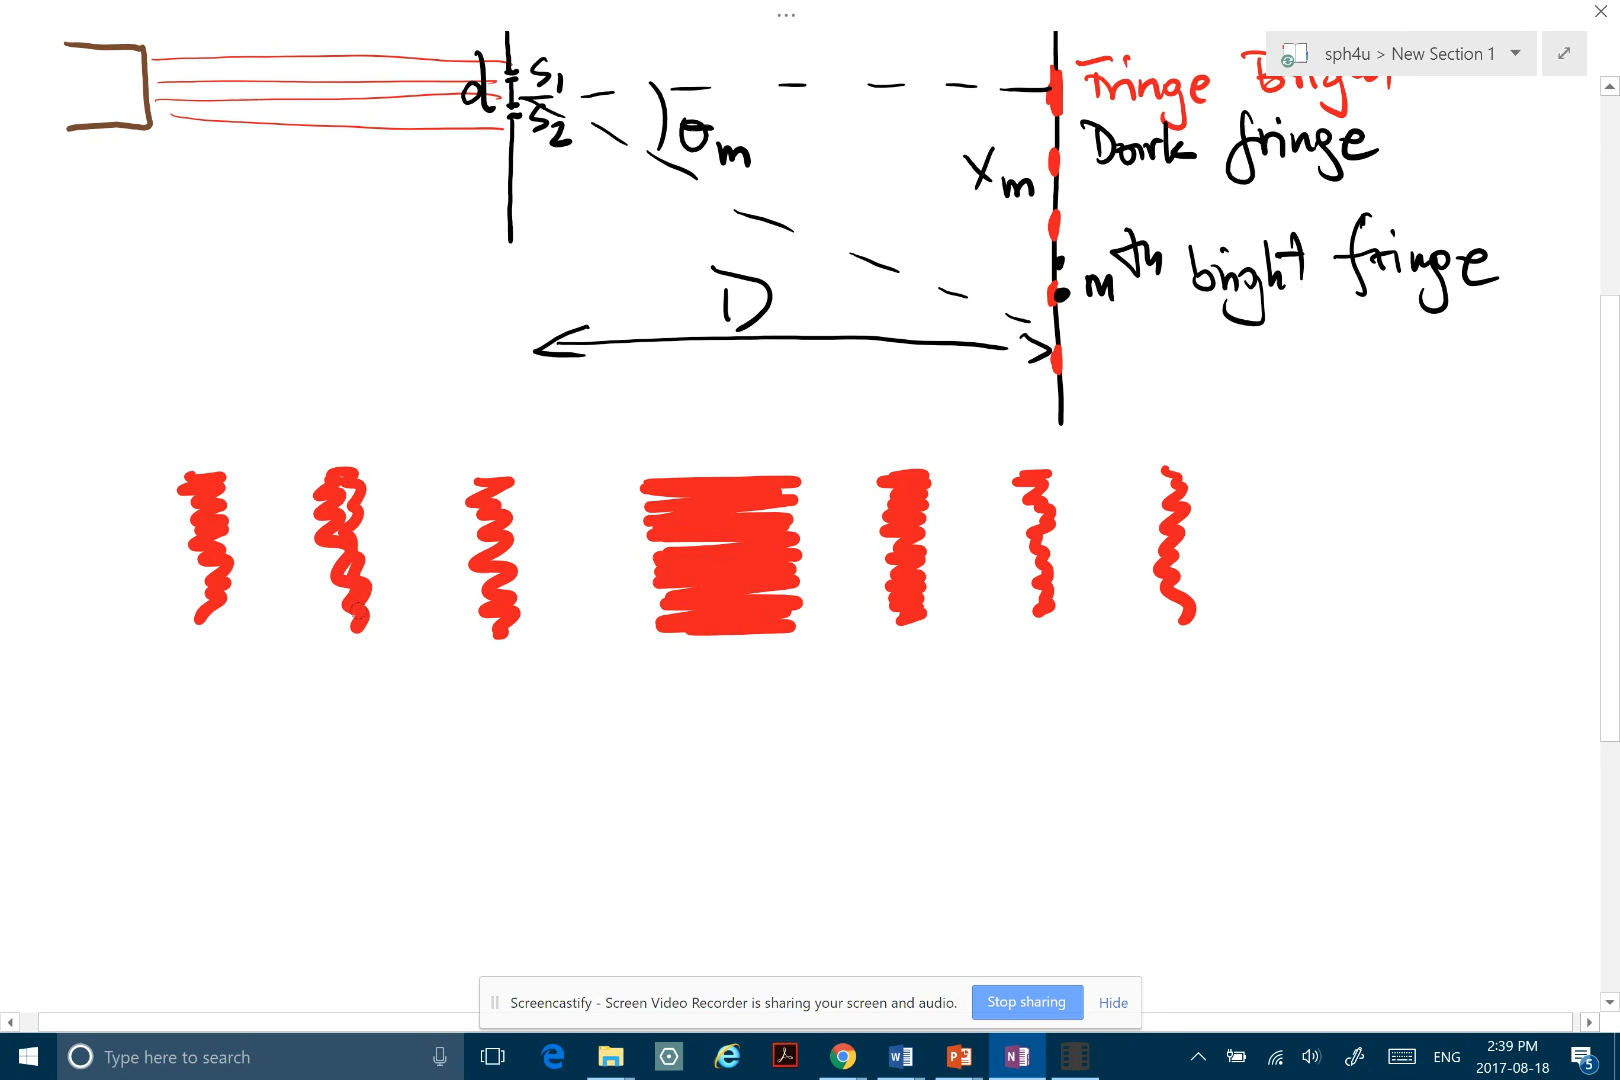 sph4u > New Section 1
d
S1
S2
Fringe Bright
Dark fringe
θm
Xm
mth bright fringe
D
Screencastify - Screen Video Recorder is sharing your screen and audio.
Stop sharing
Hide
Type here to search
ENG
2:39 PM
2017-08-18
5